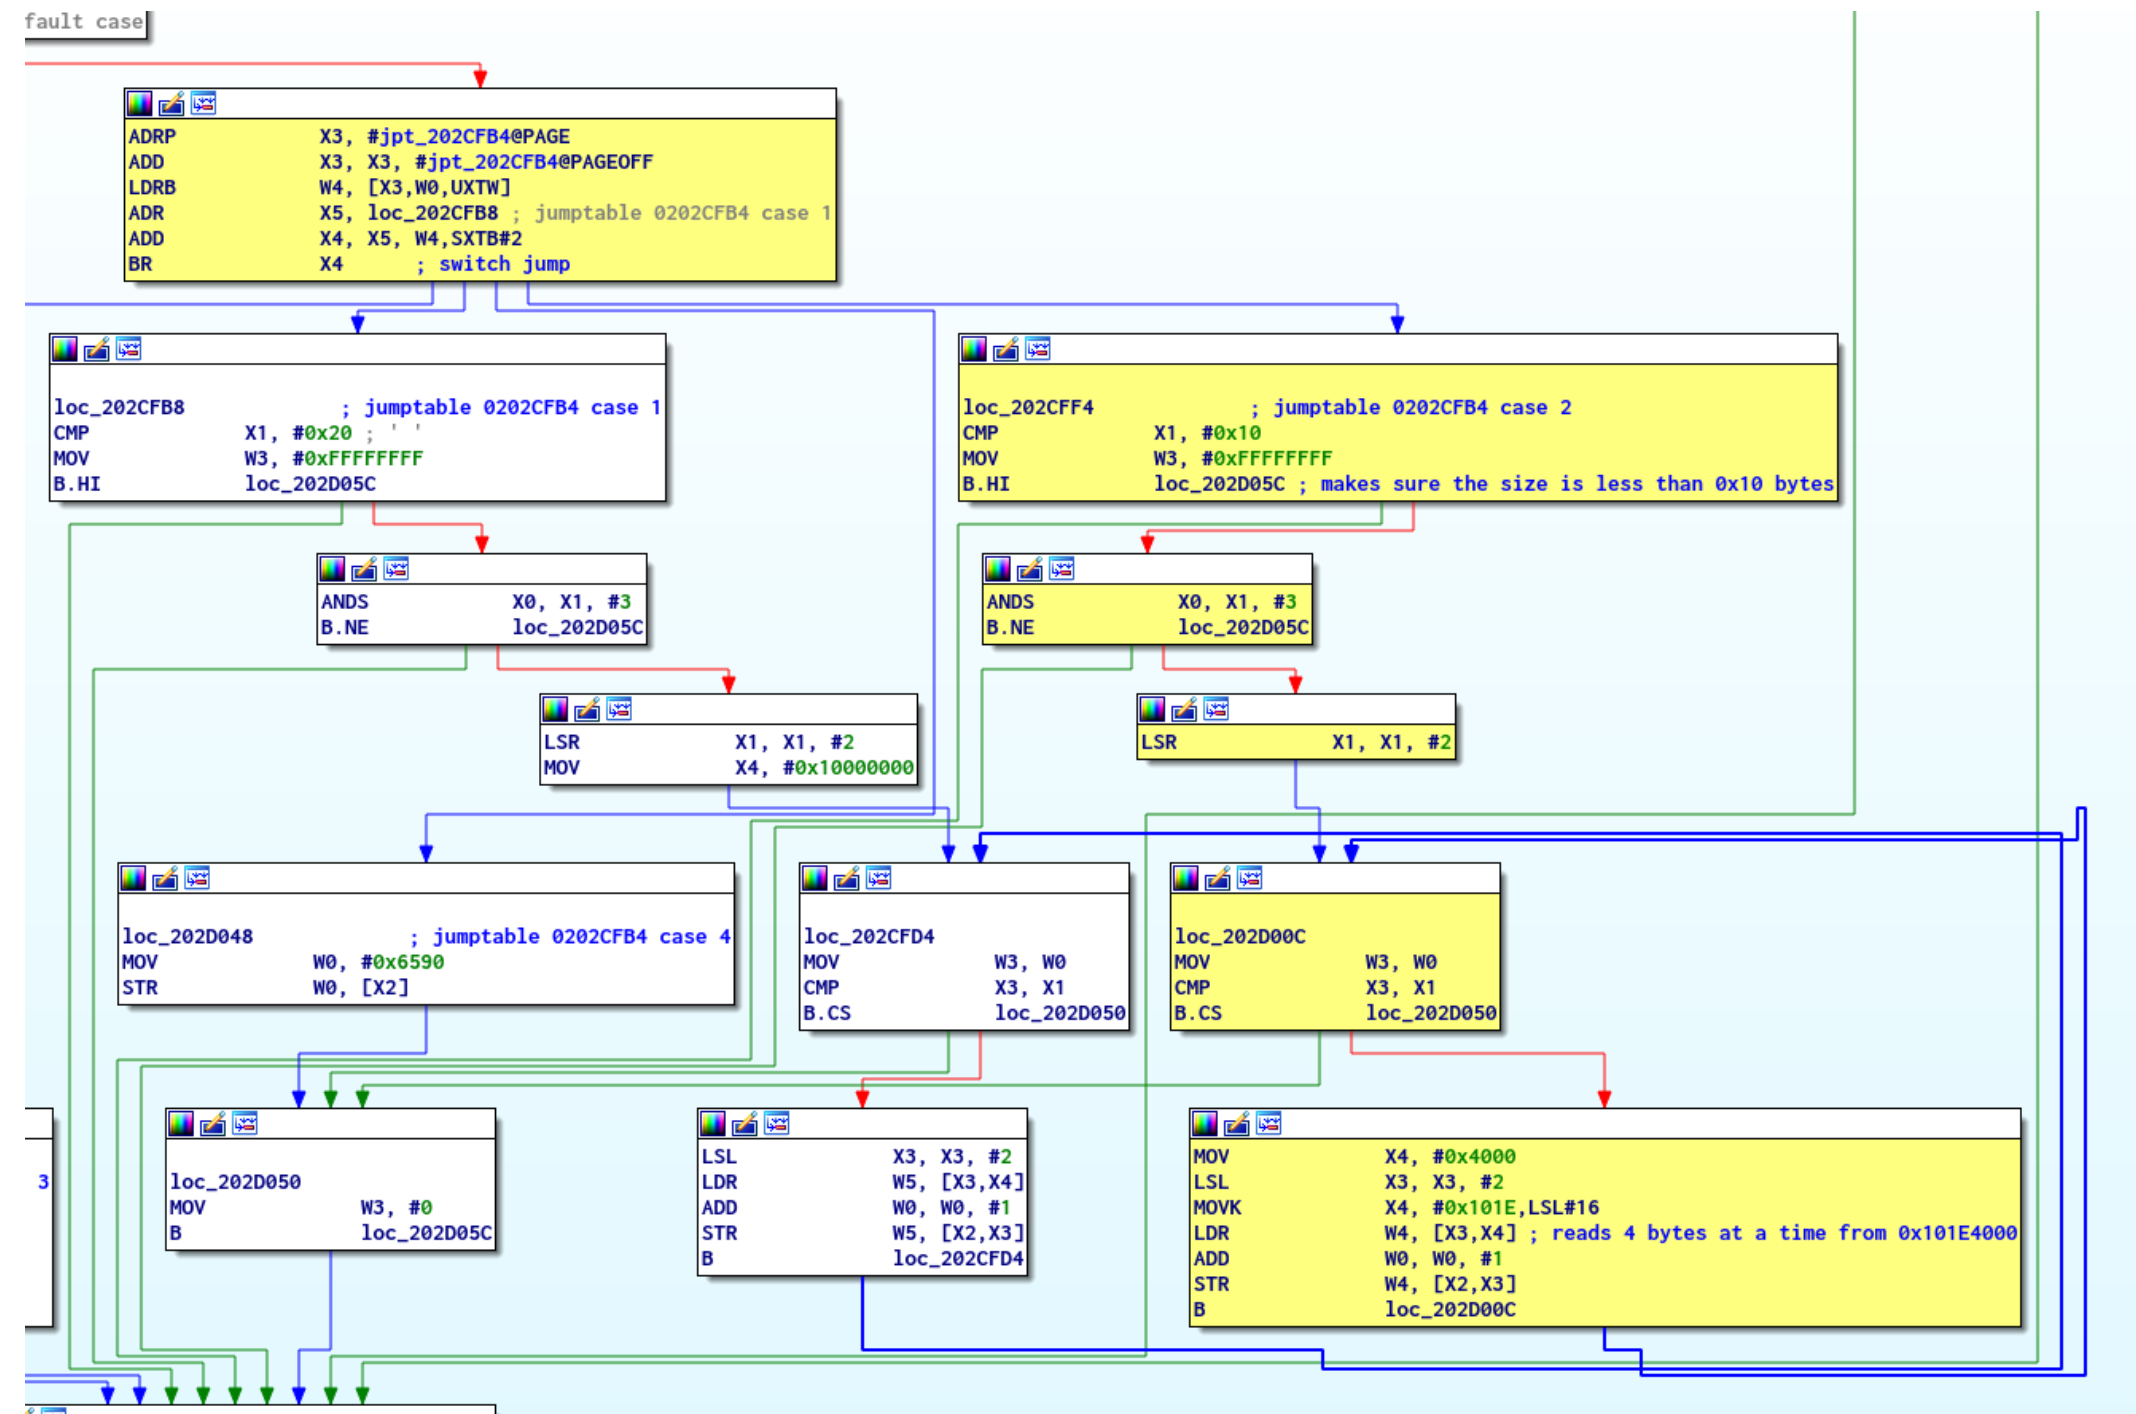 fault case
ADRP X3, #jpt_202CFB4@PAGE
ADD X3, X3, #jpt_202CFB4@PAGEOFF
LDRB W4, [X3,W0,UXTW]
ADR X5, loc_202CFB8 ; jumptable 0202CFB4 case 1
ADD X4, X5, W4,SXTB#2
BR X4 ; switch jump
loc_202CFB8 ; jumptable 0202CFB4 case 1
CMP X1, #0x20 ; ' '
MOV W3, #0xFFFFFFFF
B.HI loc_202D05C
loc_202CFF4 ; jumptable 0202CFB4 case 2
CMP X1, #0x10
MOV W3, #0xFFFFFFFF
B.HI loc_202D05C ; makes sure the size is less than 0x10 bytes
ANDS X0, X1, #3
B.NE loc_202D05C
ANDS X0, X1, #3
B.NE loc_202D05C
LSR X1, X1, #2
MOV X4, #0x10000000
LSR X1, X1, #2
loc_202D048 ; jumptable 0202CFB4 case 4
MOV W0, #0x6590
STR W0, [X2]
loc_202CFD4
MOV W3, W0
CMP X3, X1
B.CS loc_202D050
loc_202D00C
MOV W3, W0
CMP X3, X1
B.CS loc_202D050
3
loc_202D050
MOV W3, #0
B loc_202D05C
LSL X3, X3, #2
LDR W5, [X3,X4]
ADD W0, W0, #1
STR W5, [X2,X3]
B loc_202CFD4
MOV X4, #0x4000
LSL X3, X3, #2
MOVK X4, #0x101E,LSL#16
LDR W4, [X3,X4] ; reads 4 bytes at a time from 0x101E4000
ADD W0, W0, #1
STR W4, [X2,X3]
B loc_202D00C